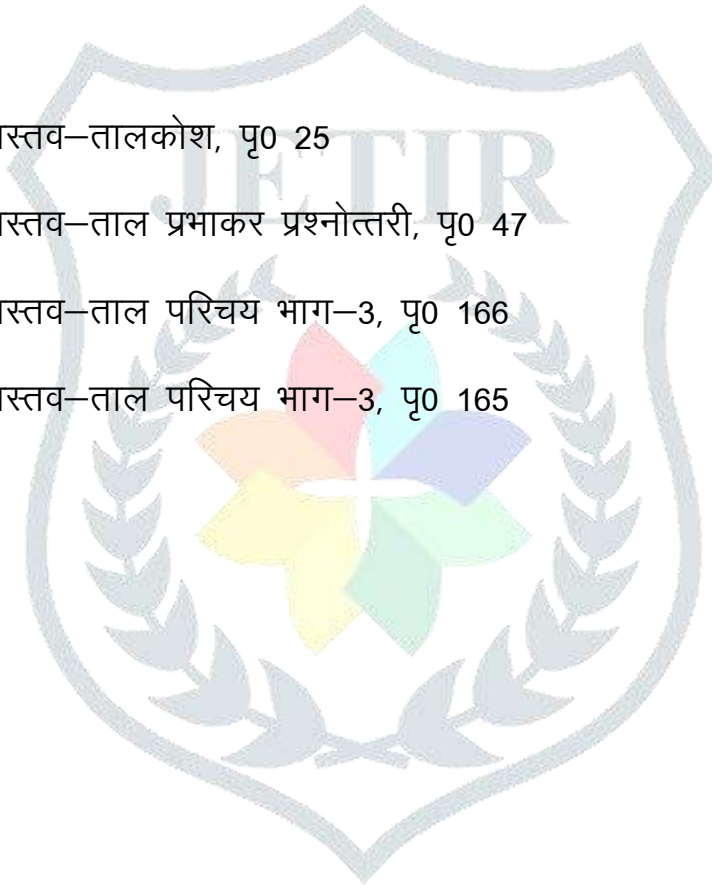 JETIR
स्तव–तालकोश, पृ0 25
स्तव–ताल प्रभाकर प्रश्नोत्तरी, पृ0 47
स्तव–ताल परिचय भाग–3, पृ0 166
स्तव–ताल परिचय भाग–3, पृ0 165